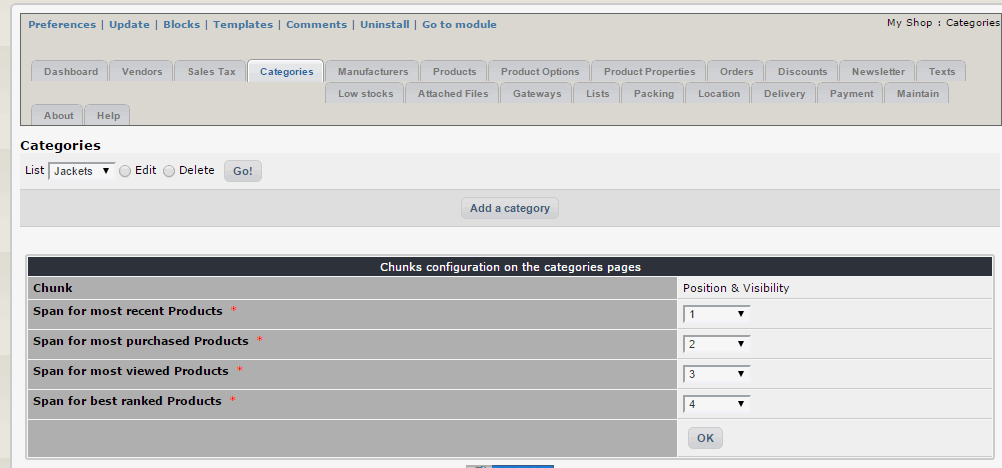 Preferences | Update | Blocks | Templates | Comments | Uninstall | Go to module
My Shop : Categories
Dashboard Vendors Sales Tax Categories Manufacturers Products Product Options Product Properties Orders Discounts Newsletter Texts
Low stocks Attached Files Gateways Lists Packing Location Delivery Payment Maintain
About Help
Categories
List Jackets Edit Delete Go!
Add a category
Chunks configuration on the categories pages
Chunk Position & Visibility
Span for most recent Products * 1
Span for most purchased Products * 2
Span for most viewed Products * 3
Span for best ranked Products * 4
OK